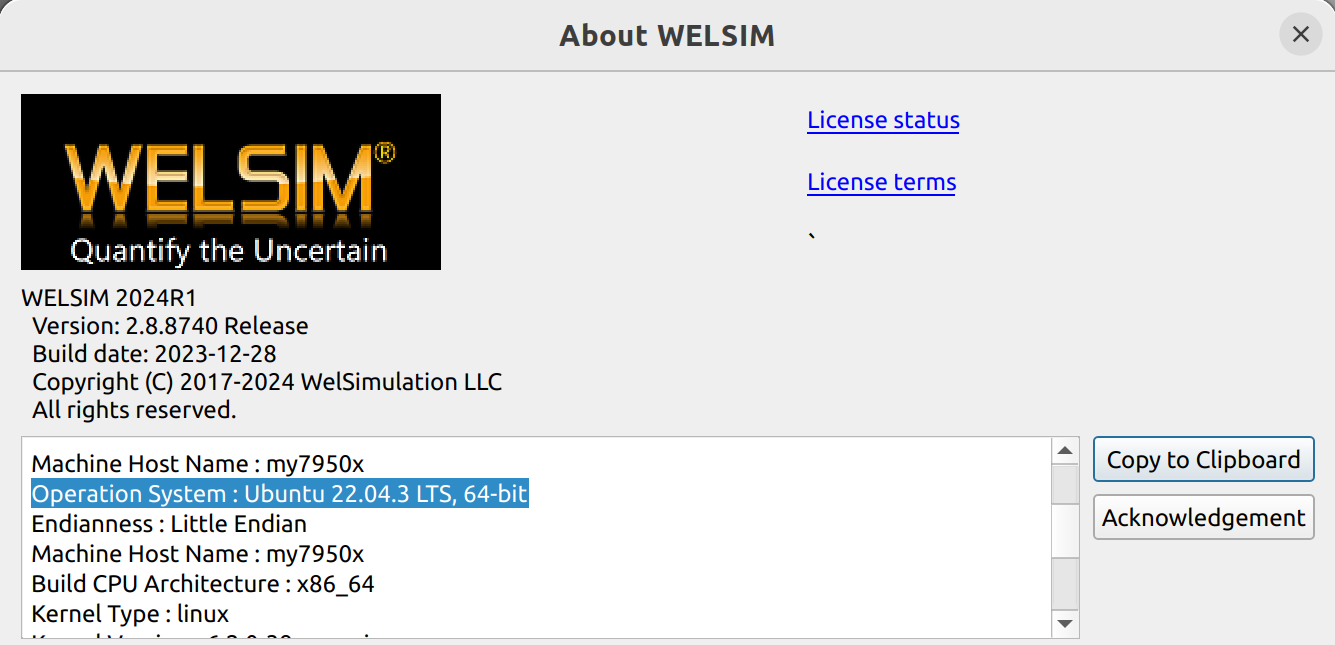 About WELSIM
WELSIM®
Quantify the Uncertain
License status
License terms
`
WELSIM 2024R1
Version: 2.8.8740 Release
Build date: 2023-12-28
Copyright (C) 2017-2024 WelSimulation LLC
All rights reserved.
Machine Host Name : my7950x
Operation System : Ubuntu 22.04.3 LTS, 64-bit
Endianness : Little Endian
Machine Host Name : my7950x
Build CPU Architecture : x86_64
Kernel Type : linux
Copy to Clipboard
Acknowledgement